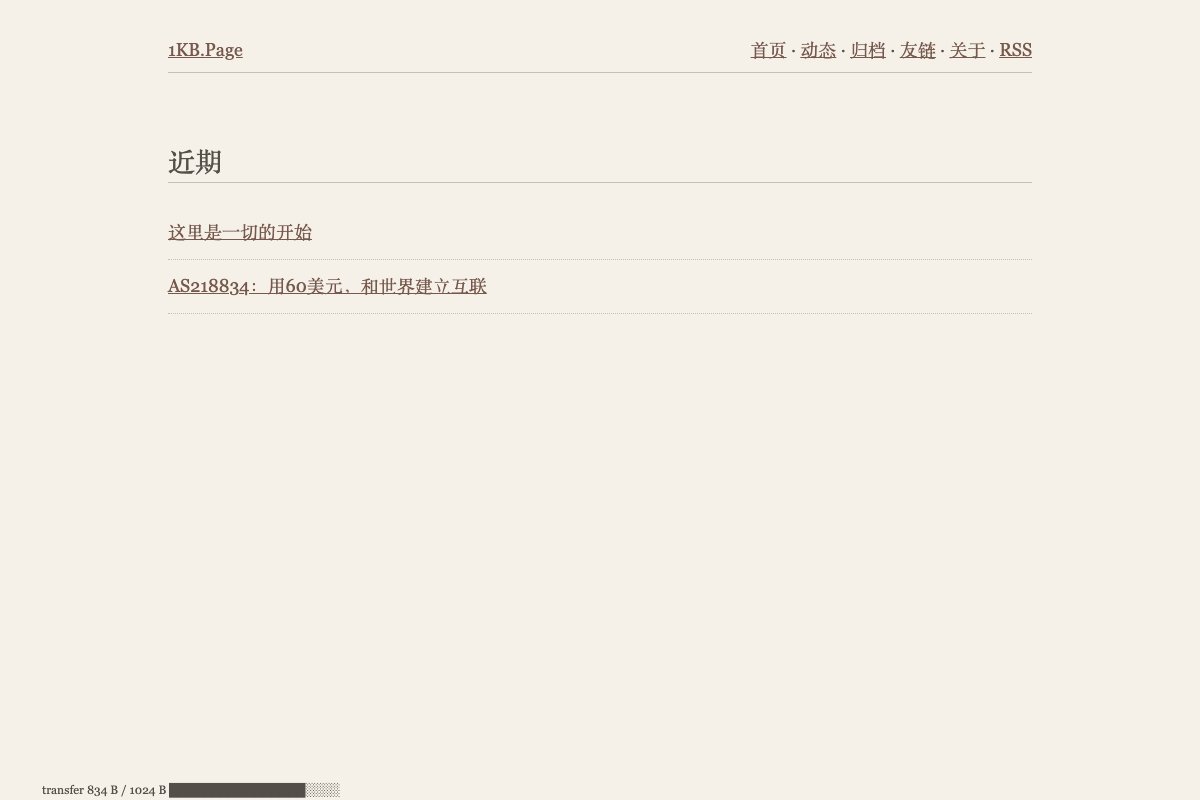 1KB.Page
首页 · 动态 · 归档 · 友链 · 关于 · RSS
近期
这里是一切的开始
AS218834：用60美元，和世界建立互联
transfer 834 B / 1024 B